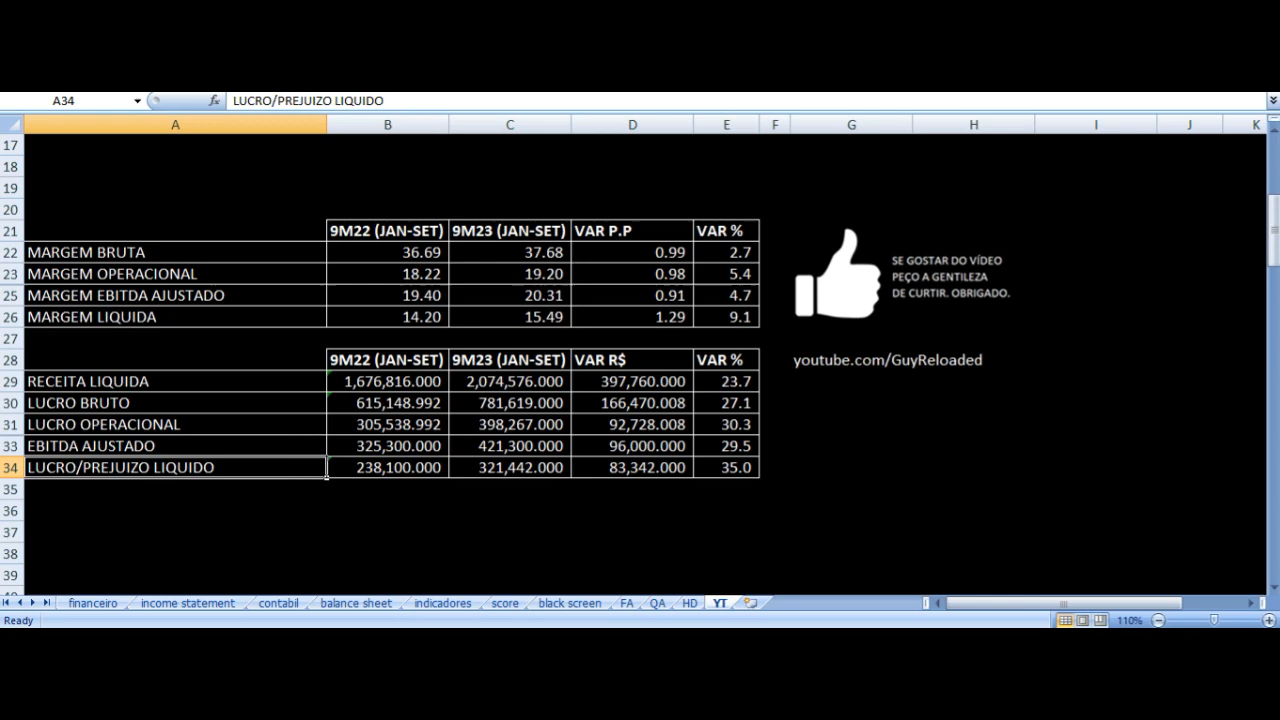 A34 fx LUCRO/PREJUIZO LIQUIDO
A B C D E F G H I J K
17
18
19
20
21 9M22 (JAN-SET) 9M23 (JAN-SET) VAR P.P VAR %
22 MARGEM BRUTA 36.69 37.68 0.99 2.7
23 MARGEM OPERACIONAL 18.22 19.20 0.98 5.4
25 MARGEM EBITDA AJUSTADO 19.40 20.31 0.91 4.7
26 MARGEM LIQUIDA 14.20 15.49 1.29 9.1
SE GOSTAR DO VÍDEO
PEÇO A GENTILEZA
DE CURTIR. OBRIGADO.
27
28 9M22 (JAN-SET) 9M23 (JAN-SET) VAR R$ VAR %
youtube.com/GuyReloaded
29 RECEITA LIQUIDA 1,676,816.000 2,074,576.000 397,760.000 23.7
30 LUCRO BRUTO 615,148.992 781,619.000 166,470.008 27.1
31 LUCRO OPERACIONAL 305,538.992 398,267.000 92,728.008 30.3
33 EBITDA AJUSTADO 325,300.000 421,300.000 96,000.000 29.5
34 LUCRO/PREJUIZO LIQUIDO 238,100.000 321,442.000 83,342.000 35.0
35
36
37
38
39
financeiro income statement contabil balance sheet indicadores score black screen FA QA HD YT
Ready 110%